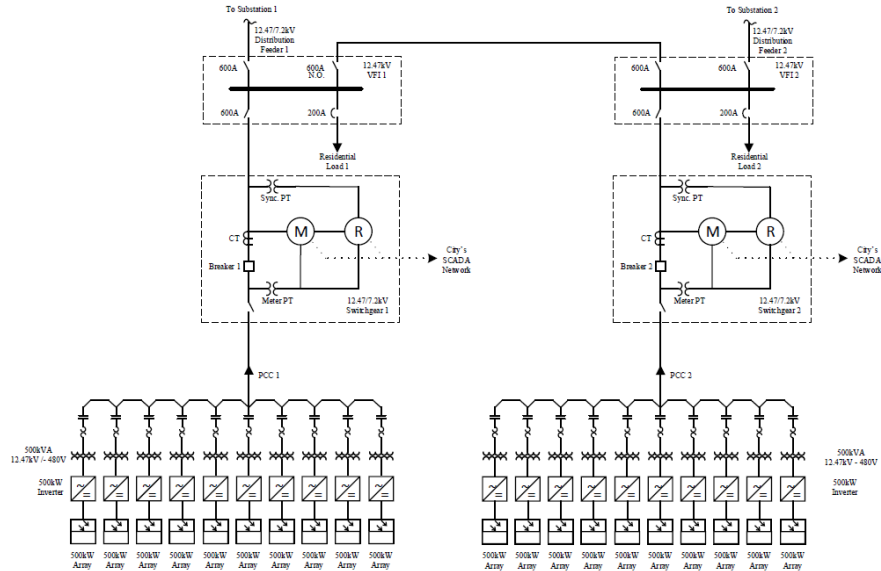 To Substation 1
12.47/7.2kV
Distribution
Feeder 1
600A
600A
N.O.
12.47kV
VFI 1
600A
200A
Residential
Load 1
Sync. PT
CT
M
R
Breaker 1
City's
SCADA
Network
Meter PT
12.47/7.2kV
Switchgear 1
PCC 1
500kVA
12.47kV /- 480V
500kW
Inverter
500kW
Array
500kW
Array
500kW
Array
500kW
Array
500kW
Array
500kW
Array
500kW
Array
500kW
Array
500kW
Array
500kW
Array
To Substation 2
12.47/7.2kV
Distribution
Feeder 2
600A
600A
12.47kV
VFI 2
600A
200A
Residential
Load 2
Sync. PT
CT
M
R
Breaker 2
City's
SCADA
Network
Meter PT
12.47/7.2kV
Switchgear 2
PCC 2
500kVA
12.47kV - 480V
500kW
Inverter
500kW
Array
500kW
Array
500kW
Array
500kW
Array
500kW
Array
500kW
Array
500kW
Array
500kW
Array
500kW
Array
500kW
Array